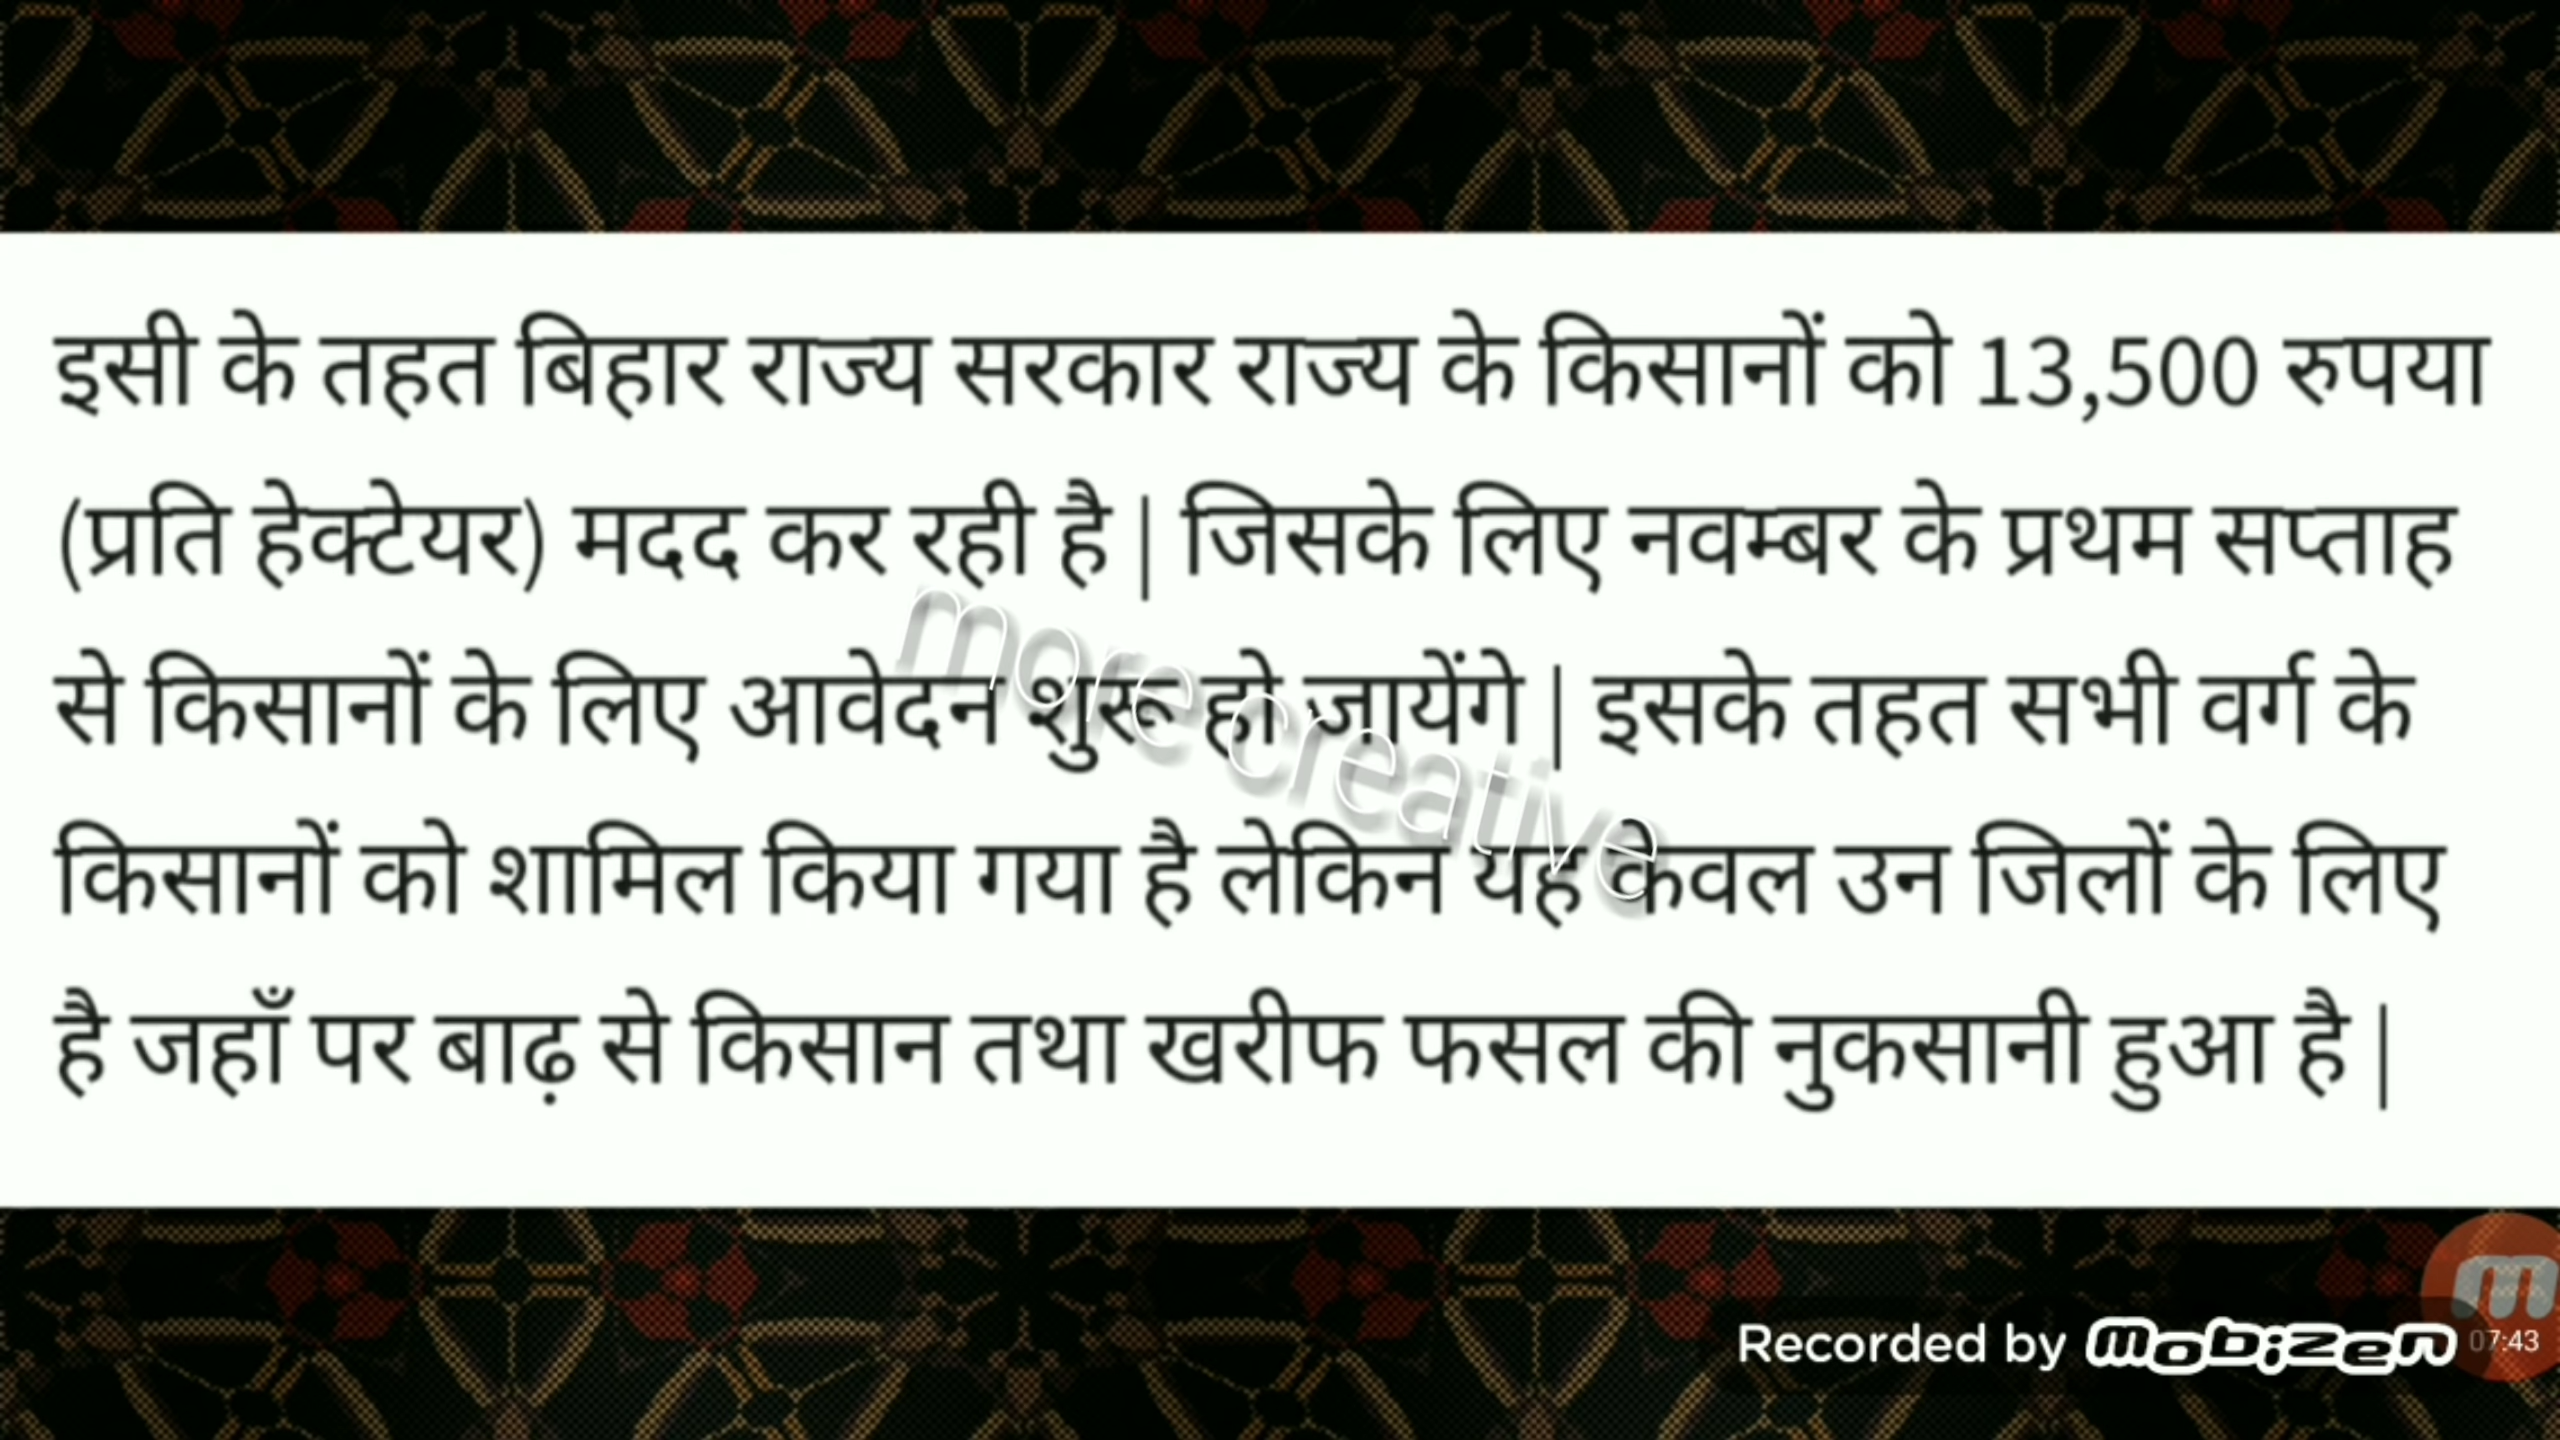 इसी के तहत बिहार राज्य सरकार राज्य के किसानों को 13,500 रुपया
(प्रति हेक्टेयर) मदद कर रही है | जिसके लिए नवम्बर के प्रथम सप्ताह
से किसानों के लिए आवेदन शुरू हो जायेंगे | इसके तहत सभी वर्ग के
किसानों को शामिल किया गया है लेकिन यह केवल उन जिलों के लिए
है जहाँ पर बाढ़ से किसान तथा खरीफ फसल की नुकसानी हुआ है |
more creative
Recorded by mobizen
07:43